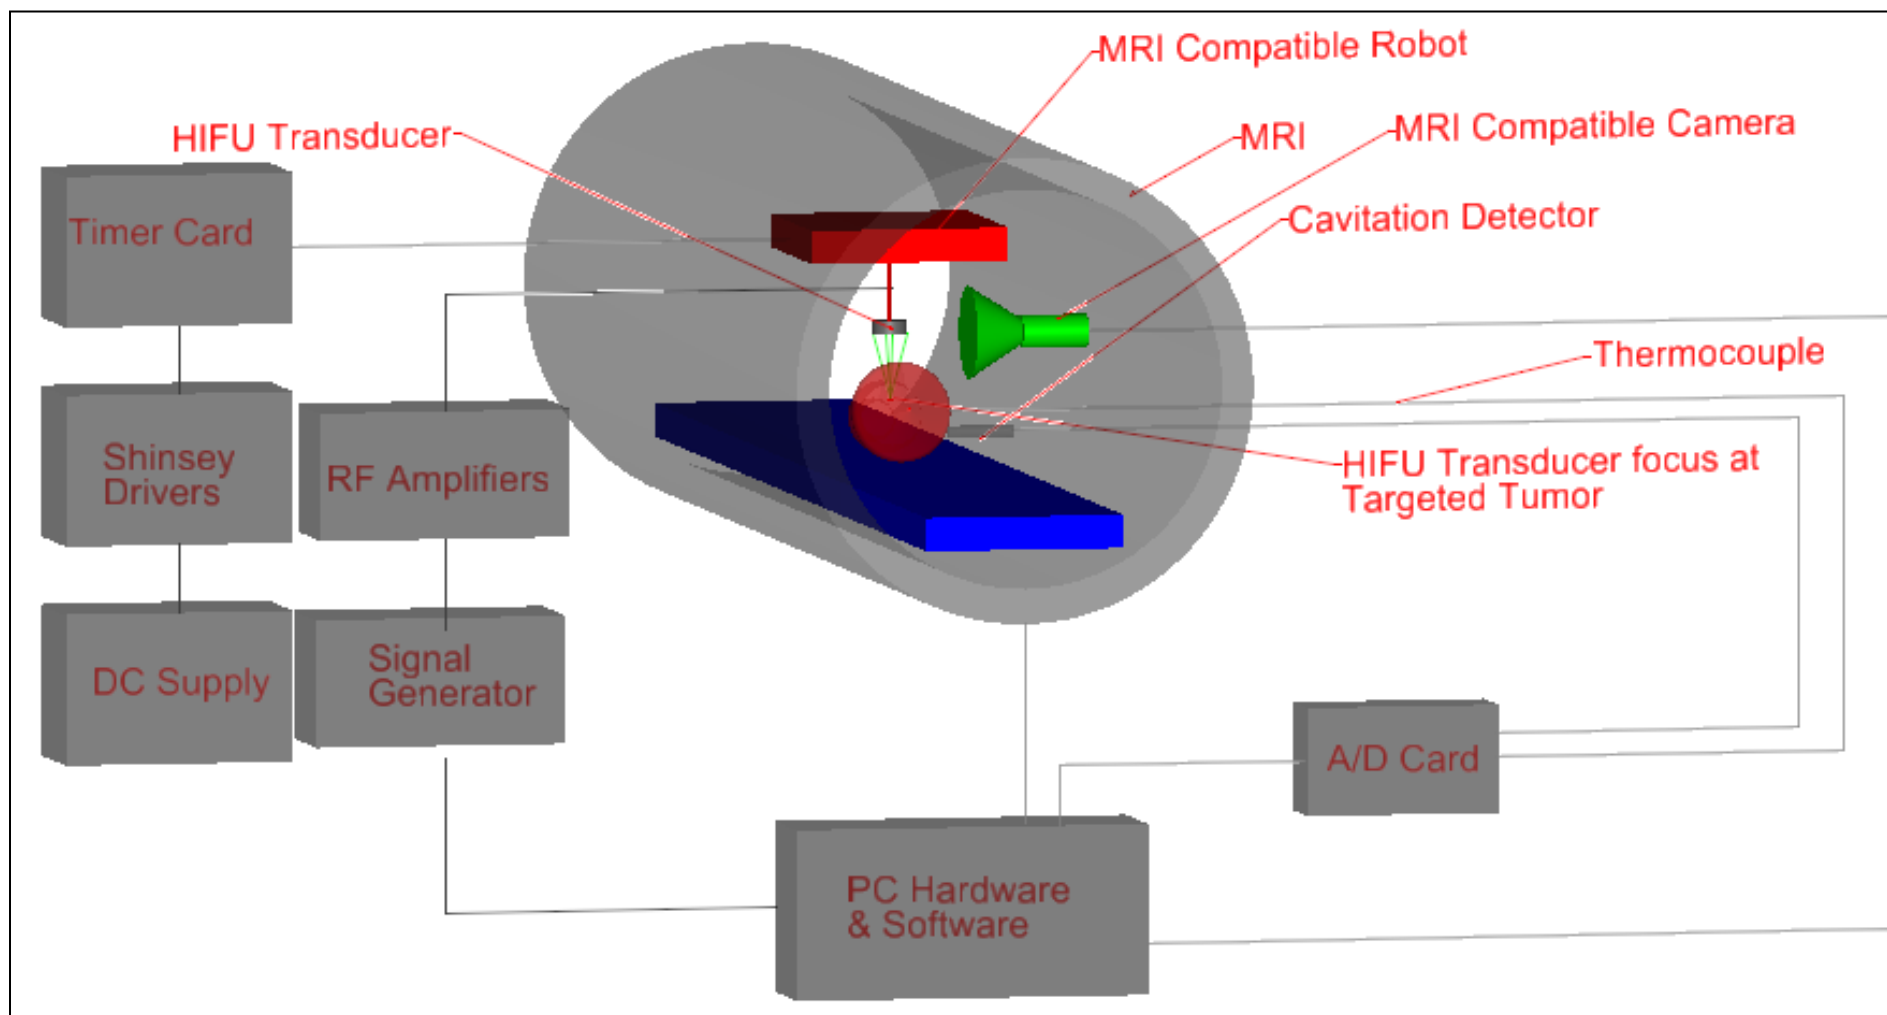 MRI Compatible Robot
HIFU Transducer
MRI
MRI Compatible Camera
Timer Card
Cavitation Detector
Thermocouple
Shinsey
Drivers
RF Amplifiers
HIFU Transducer focus at
Targeted Tumor
DC Supply
Signal
Generator
A/D Card
PC Hardware
& Software